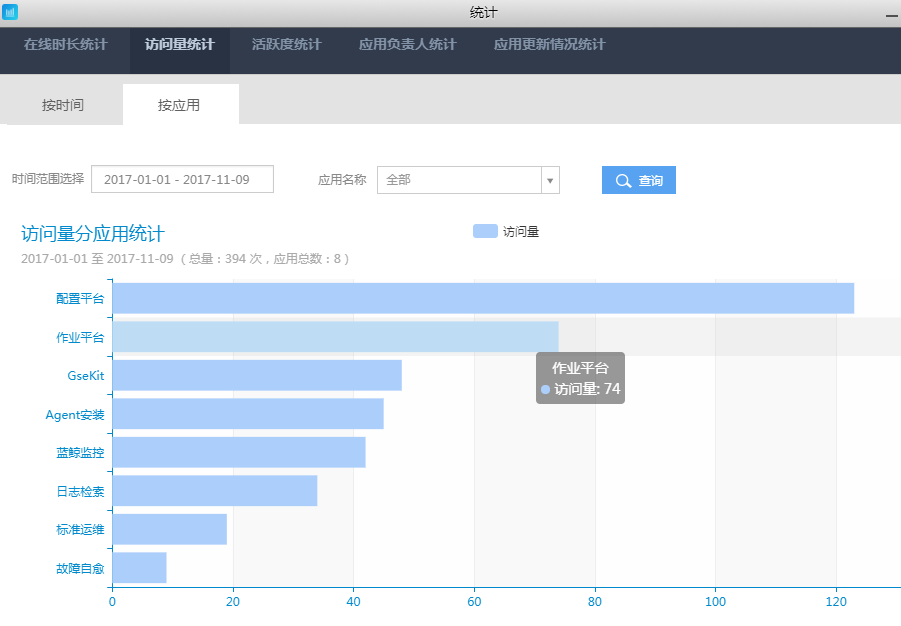 统计
在线时长统计 访问量统计 活跃度统计 应用负责人统计 应用更新情况统计
按时间 按应用
时间范围选择 2017-01-01 - 2017-11-09 应用名称 全部 查询
访问量分应用统计 访问量
2017-01-01 至 2017-11-09（总量：394 次，应用总数：8 ）
配置平台
作业平台
作业平台
GseKit
访问量: 74
Agent安装
蓝鲸监控
日志检索
标准运维
故障自愈
0 20 40 60 80 100 120